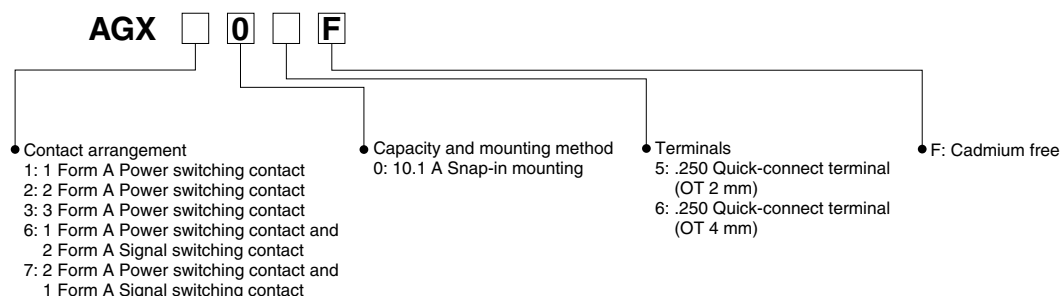 AGX 0 F
Contact arrangement
1: 1 Form A Power switching contact
2: 2 Form A Power switching contact
3: 3 Form A Power switching contact
6: 1 Form A Power switching contact and
2 Form A Signal switching contact
7: 2 Form A Power switching contact and
1 Form A Signal switching contact
Capacity and mounting method
0: 10.1 A Snap-in mounting
Terminals
5: .250 Quick-connect terminal
(OT 2 mm)
6: .250 Quick-connect terminal
(OT 4 mm)
F: Cadmium free